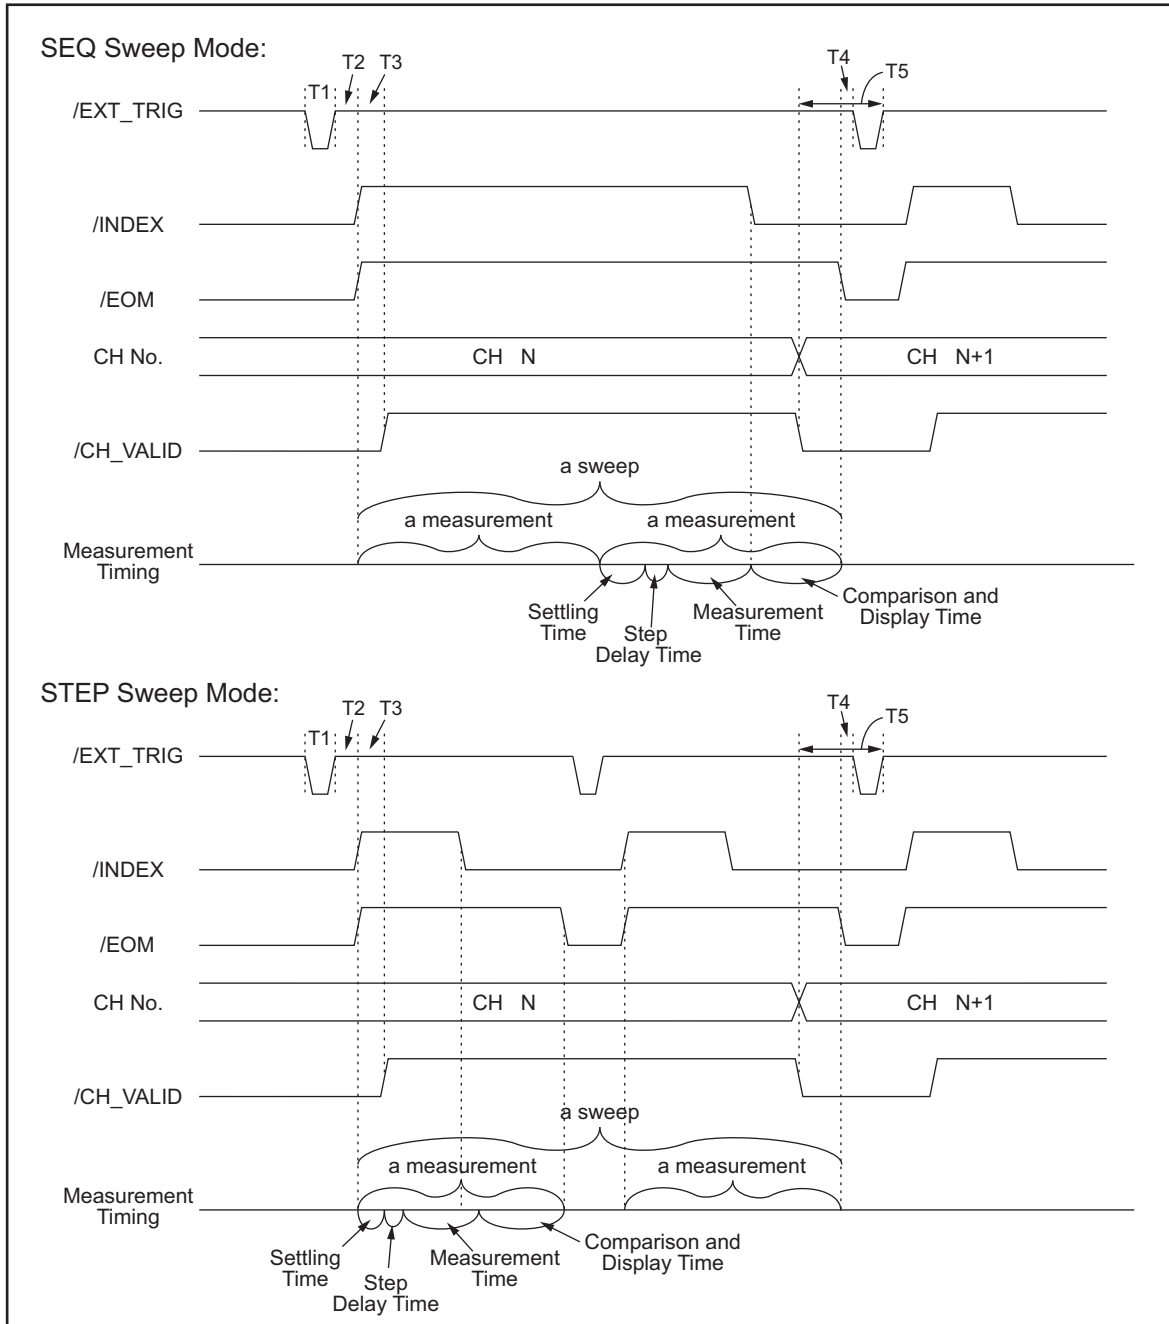 SEQ Sweep Mode:
T1
T2
T3
T4
T5
/EXT_TRIG
/INDEX
/EOM
CH No.
CH N
CH N+1
/CH_VALID
a sweep
a measurement
a measurement
Measurement
Timing
Settling
Time
Step
Delay Time
Measurement
Time
Comparison and
Display Time
STEP Sweep Mode:
T1
T2
T3
T4
T5
/EXT_TRIG
/INDEX
/EOM
CH No.
CH N
CH N+1
/CH_VALID
a sweep
a measurement
a measurement
Measurement
Timing
Settling
Time
Step
Delay Time
Measurement
Time
Comparison and
Display Time